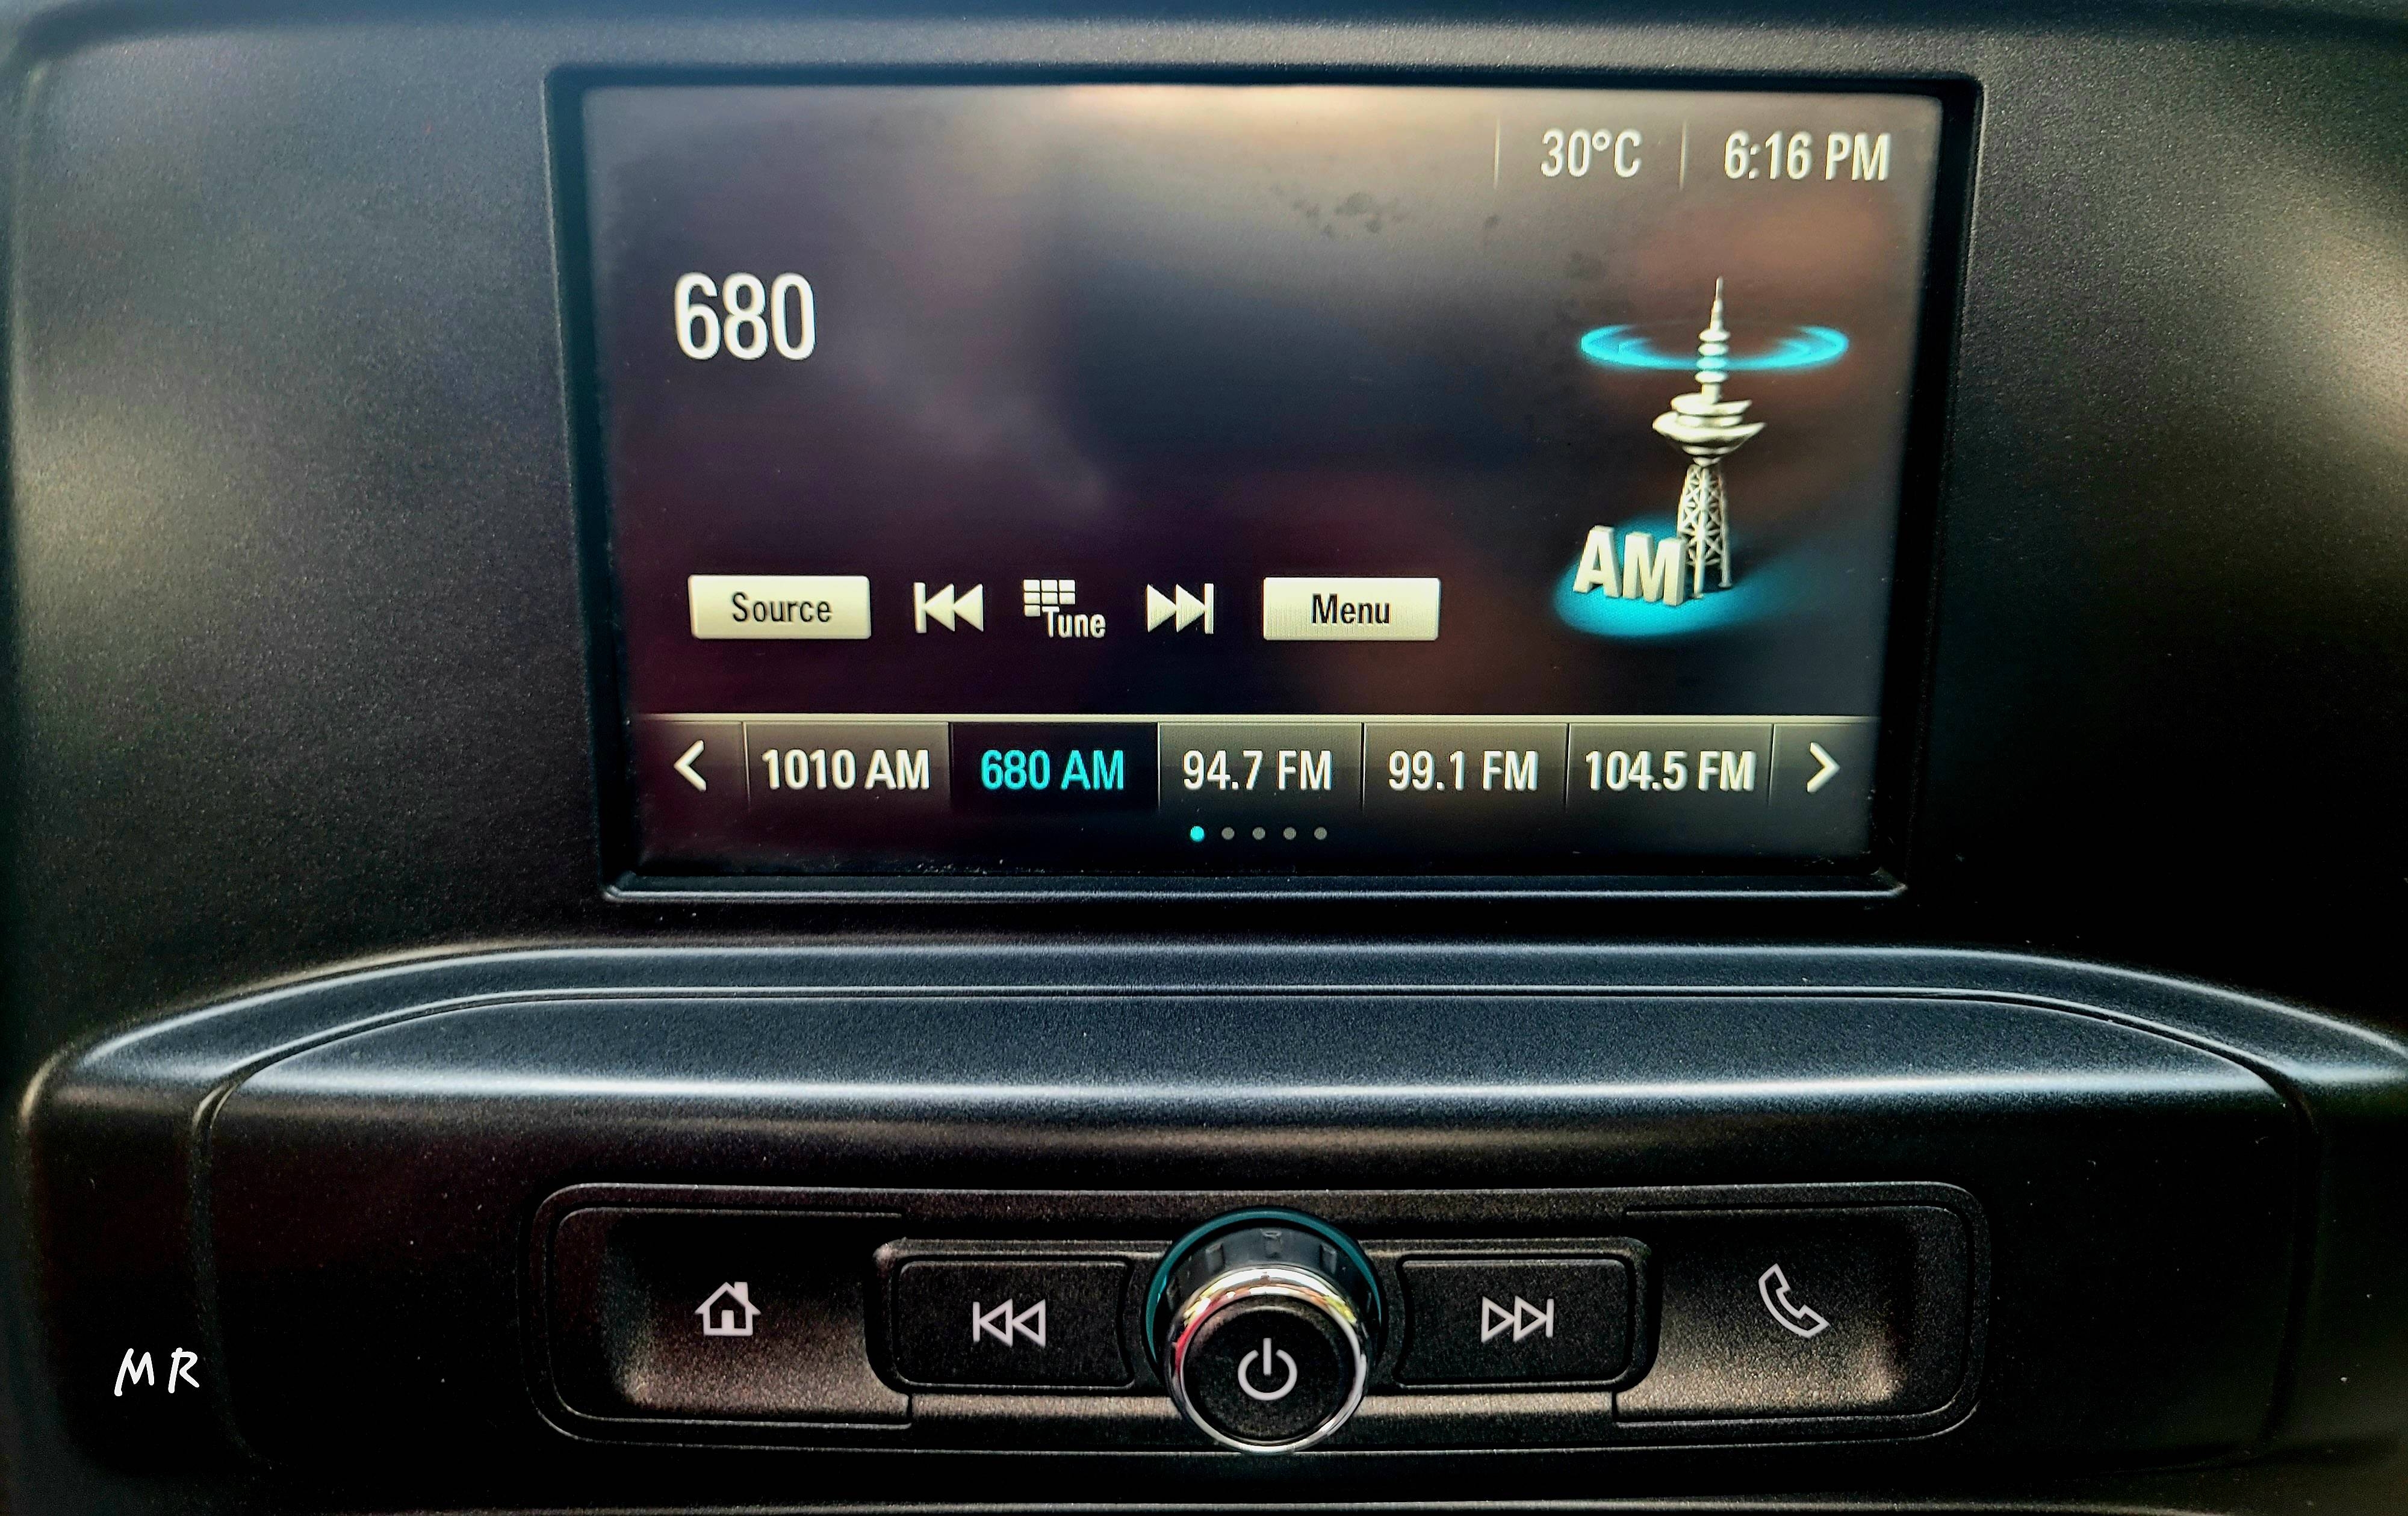 30°C 6:16 PM
680
AM
Source Tune Menu
1010 AM 680 AM 94.7 FM 99.1 FM 104.5 FM
MR